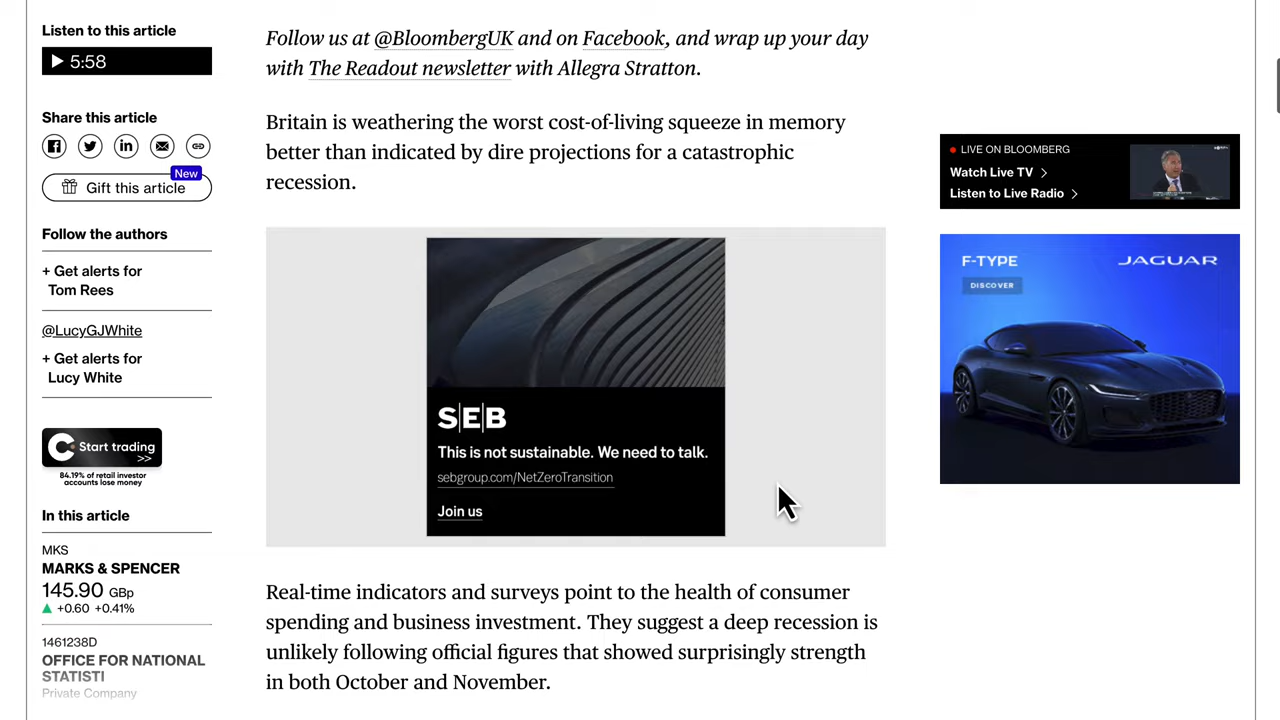 Listen to this article
5:58
Share this article
New
Gift this article
Follow the authors
+ Get alerts for
Tom Rees
@LucyGJWhite
+ Get alerts for
Lucy White
Start trading
>>
84.19% of retail investor
accounts lose money
In this article
MKS
MARKS & SPENCER
145.90 GBp
+0.60 +0.41%
1461238D
OFFICE FOR NATIONAL
STATISTI
Private Company
Follow us at @BloombergUK and on Facebook, and wrap up your day
with The Readout newsletter with Allegra Stratton.
Britain is weathering the worst cost-of-living squeeze in memory
better than indicated by dire projections for a catastrophic
recession.
SEB
This is not sustainable. We need to talk.
sebgroup.com/NetZeroTransition
Join us
Real-time indicators and surveys point to the health of consumer
spending and business investment. They suggest a deep recession is
unlikely following official figures that showed surprisingly strength
in both October and November.
LIVE ON BLOOMBERG
Watch Live TV
Listen to Live Radio
F-TYPE
JAGUAR
DISCOVER